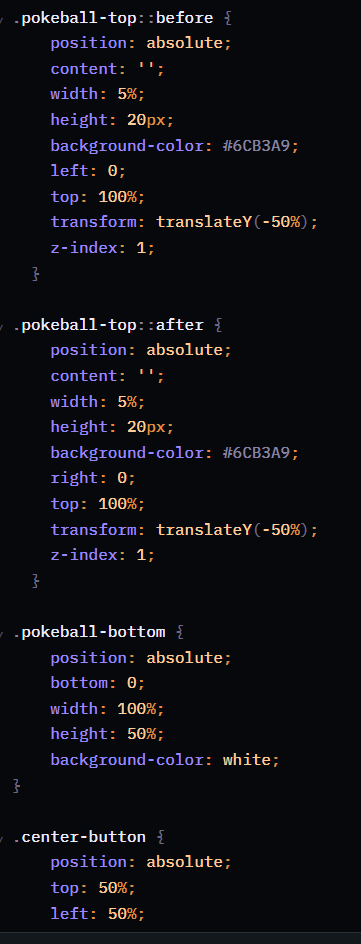 .pokeball-top::before {
position: absolute;
content: '';
width: 5%;
height: 20px;
background-color: #6CB3A9;
left: 0;
top: 100%;
transform: translateY(-50%);
z-index: 1;
}
.pokeball-top::after {
position: absolute;
content: '';
width: 5%;
height: 20px;
background-color: #6CB3A9;
right: 0;
top: 100%;
transform: translateY(-50%);
z-index: 1;
}
.pokeball-bottom {
position: absolute;
bottom: 0;
width: 100%;
height: 50%;
background-color: white;
}
.center-button {
position: absolute;
top: 50%;
left: 50%;